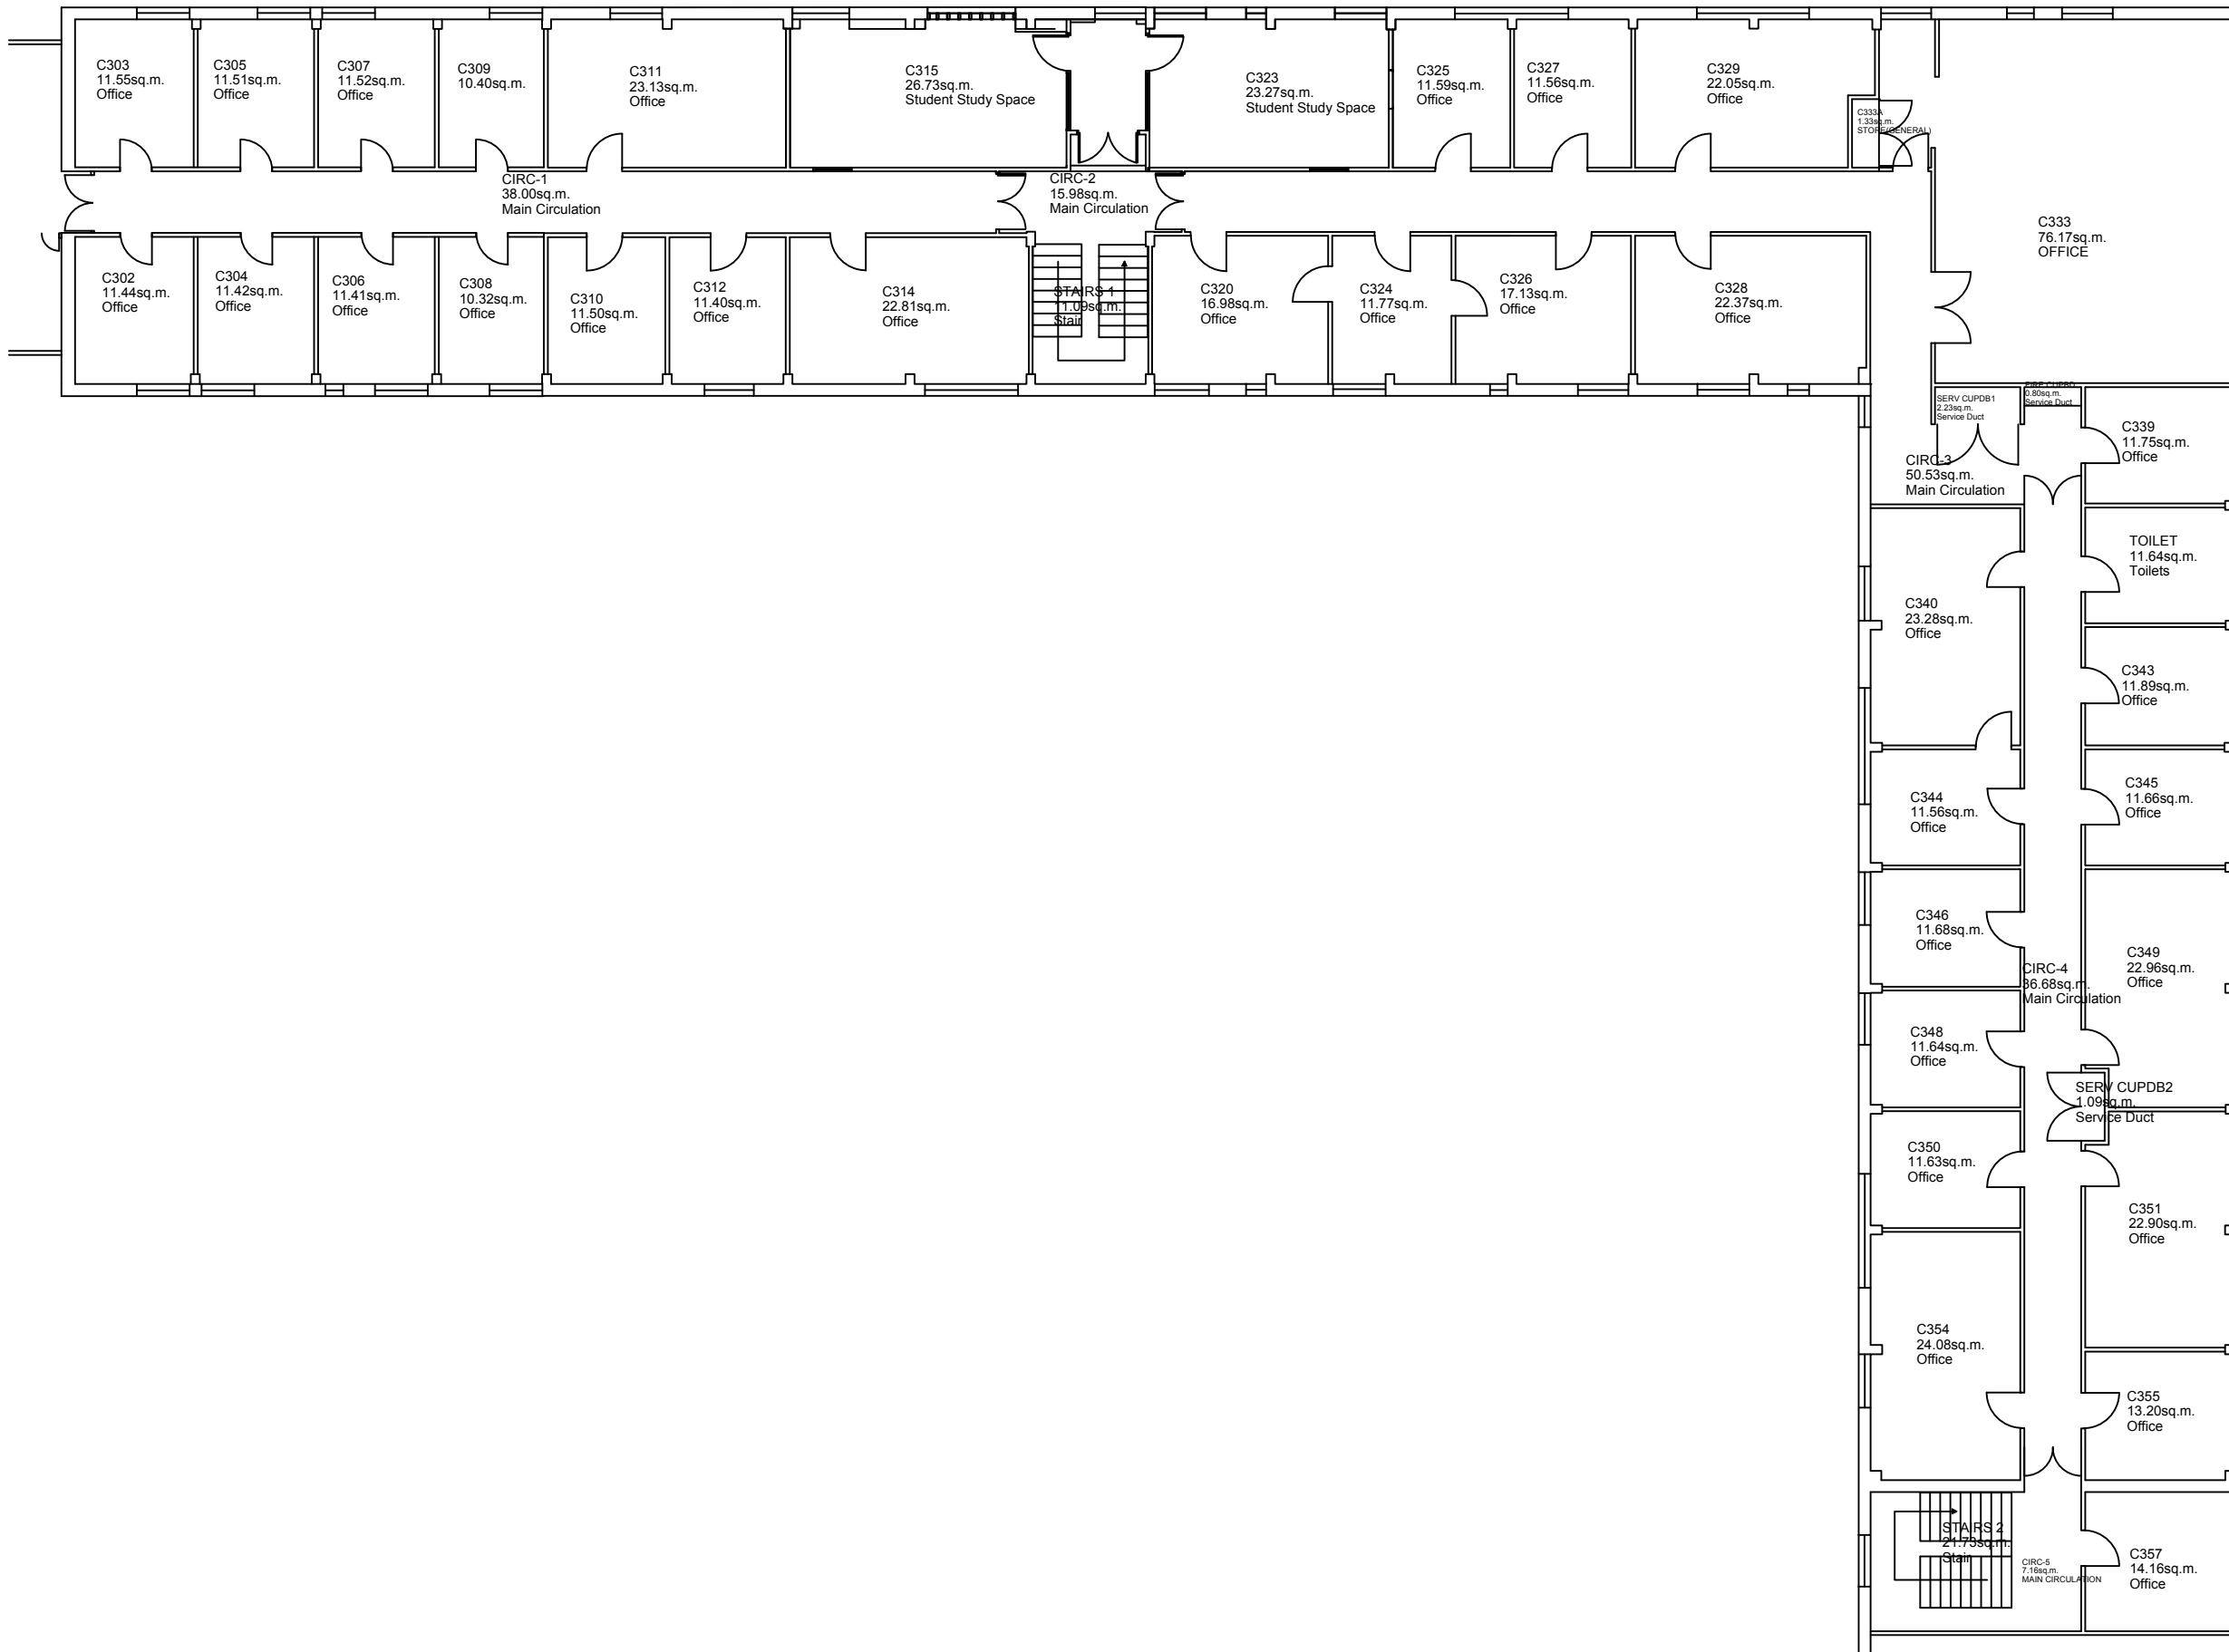 C303
11.55sq.m.
Office
C305
11.51sq.m.
Office
C307
11.52sq.m.
Office
C309
10.40sq.m.
C311
23.13sq.m.
Office
C315
26.73sq.m.
Student Study Space
C323
23.27sq.m.
Student Study Space
C325
11.59sq.m.
Office
C327
11.56sq.m.
Office
C329
22.05sq.m.
Office
C333A
1.33sq.m.
STORE(GENERAL)
CIRC-1
38.00sq.m.
Main Circulation
CIRC-2
15.98sq.m.
Main Circulation
C333
76.17sq.m.
OFFICE
C302
11.44sq.m.
Office
C304
11.42sq.m.
Office
C306
11.41sq.m.
Office
C308
10.32sq.m.
Office
C310
11.50sq.m.
Office
C312
11.40sq.m.
Office
C314
22.81sq.m.
Office
STAIRS 1
11.09sq.m.
Stair
C320
16.98sq.m.
Office
C324
11.77sq.m.
Office
C326
17.13sq.m.
Office
C328
22.37sq.m.
Office
SERV CUPDB1
2.23sq.m.
Service Duct
FIRE CUPBD
0.80sq.m.
Service Duct
C339
11.75sq.m.
Office
CIRC-3
50.53sq.m.
Main Circulation
TOILET
11.64sq.m.
Toilets
C340
23.28sq.m.
Office
C343
11.89sq.m.
Office
C344
11.56sq.m.
Office
C345
11.66sq.m.
Office
C346
11.68sq.m.
Office
C349
22.96sq.m.
Office
CIRC-4
36.68sq.m.
Main Circulation
C348
11.64sq.m.
Office
SERV CUPDB2
1.09sq.m.
Service Duct
C350
11.63sq.m.
Office
C351
22.90sq.m.
Office
C354
24.08sq.m.
Office
C355
13.20sq.m.
Office
STAIRS 2
21.73sq.m.
Stair
CIRC-5
7.16sq.m.
MAIN CIRCULATION
C357
14.16sq.m.
Office